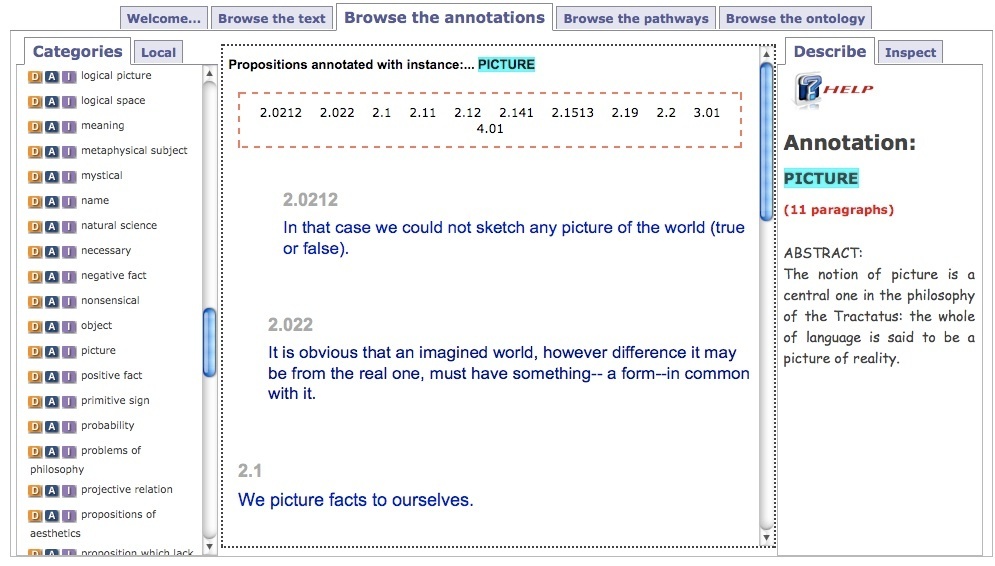 Welcome...
Browse the text
Browse the annotations
Browse the pathways
Browse the ontology
Categories
Local
D A I logical picture
D A I logical space
D A I meaning
D A I metaphysical subject
D A I mystical
D A I name
D A I natural science
D A I necessary
D A I negative fact
D A I nonsensical
D A I object
D A I picture
D A I positive fact
D A I primitive sign
D A I probability
D A I problems of
philosophy
D A I projective relation
D A I propositions of
aesthetics
D A I proposition which lack
Propositions annotated with instance:... PICTURE
2.0212 2.022 2.1 2.11 2.12 2.141 2.1513 2.19 2.2 3.01
4.01
2.0212
In that case we could not sketch any picture of the world (true
or false).
2.022
It is obvious that an imagined world, however difference it may
be from the real one, must have something-- a form--in common
with it.
2.1
We picture facts to ourselves.
Describe
Inspect
? HELP
Annotation:
PICTURE
(11 paragraphs)
ABSTRACT:
The notion of picture is a
central one in the philosophy
of the Tractatus: the whole
of language is said to be a
picture of reality.